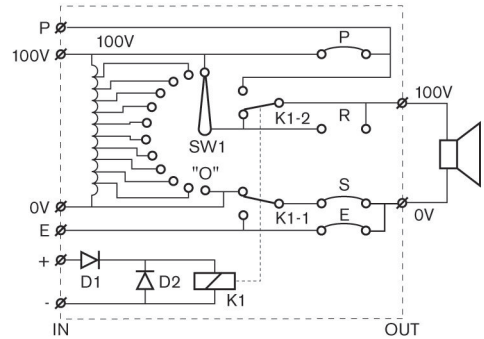 P
100V
100V
P
100V
K1-2
R
SW1
"O"
0V
K1-1
S
0V
E
E
+
D1
D2
K1
-
IN
OUT